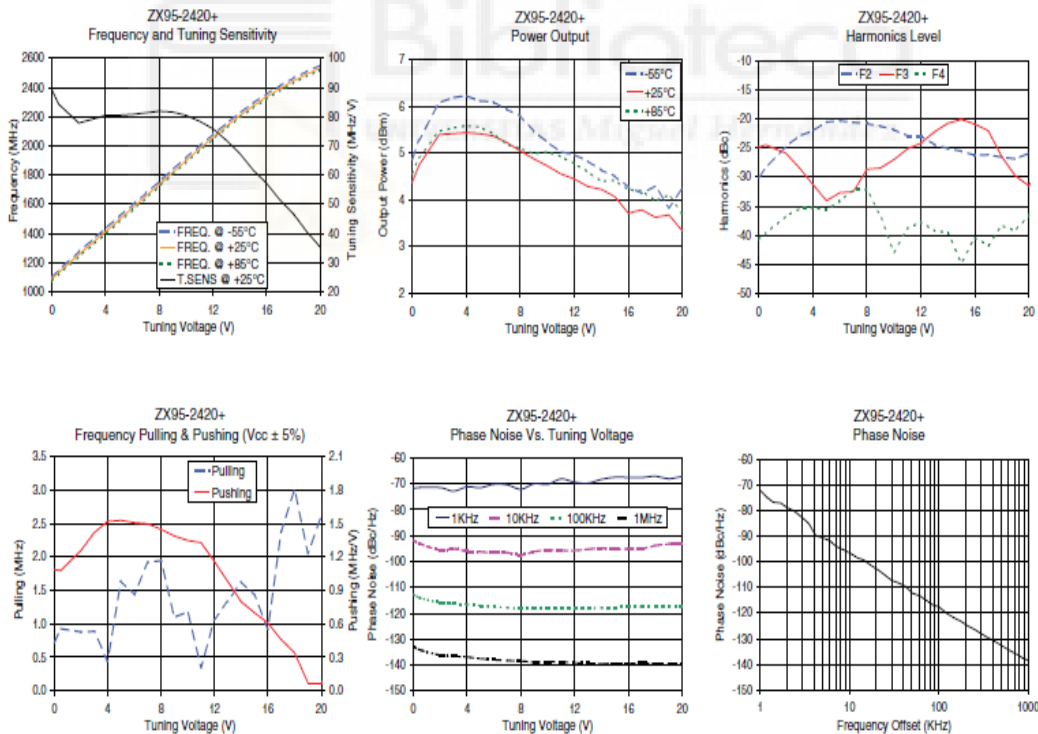 ZX95-2420+
Frequency and Tuning Sensitivity
2600
2400
2200
2000
1800
1600
1400
1200
1000
Frequency (MHz)
100
90
80
70
60
50
40
30
20
Tuning Sensitivity (MHz/V)
FREQ. @ -55°C
FREQ. @ +25°C
FREQ. @ +85°C
T.SENS @ +25°C
0 4 8 12 16 20
Tuning Voltage (V)
ZX95-2420+
Power Output
7
6
5
4
3
2
Output Power (dBm)
-55°C
+25°C
+85°C
0 4 8 12 16 20
Tuning Voltage (V)
ZX95-2420+
Harmonics Level
-10
-15
-20
-25
-30
-35
-40
-45
-50
Harmonics (dBc)
F2 F3 F4
0 4 8 12 16 20
Tuning Voltage (V)
Biblioteca
ZX95-2420+
Frequency Pulling & Pushing (Vcc ± 5%)
3.5
3.0
2.5
2.0
1.5
1.0
0.5
0.0
Pulling (MHz)
2.1
1.8
1.5
1.2
0.9
0.6
0.3
0.0
Pushing (MHz/V)
Pulling
Pushing
0 4 8 12 16 20
Tuning Voltage (V)
ZX95-2420+
Phase Noise Vs. Tuning Voltage
-60
-70
-80
-90
-100
-110
-120
-130
-140
-150
Phase Noise (dBc/Hz)
1KHz 10KHz 100KHz 1MHz
0 4 8 12 16 20
Tuning Voltage (V)
ZX95-2420+
Phase Noise
-60
-70
-80
-90
-100
-110
-120
-130
-140
-150
Phase Noise (dBc/Hz)
1 10 100 1000
Frequency Offset (KHz)